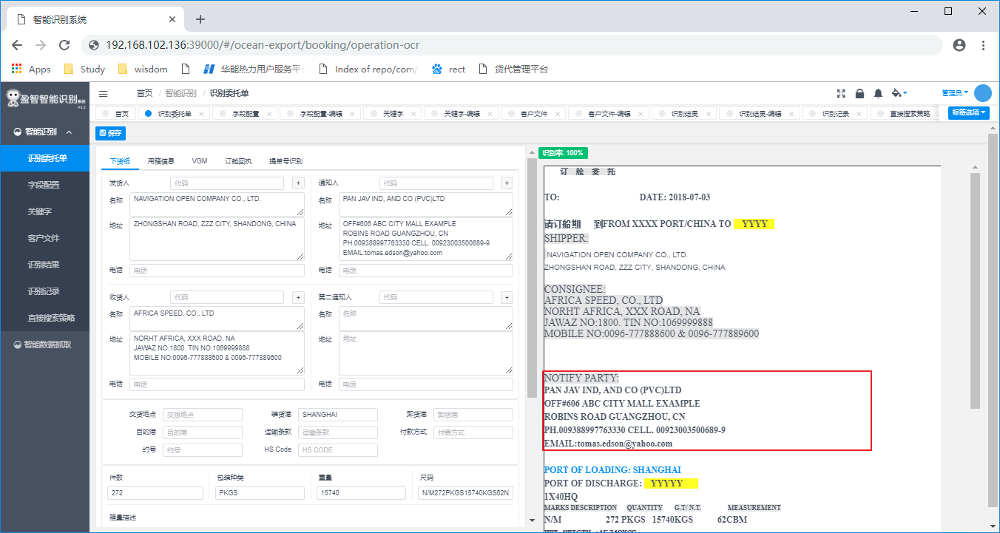 智能识别系统
192.168.102.136:39000/#/ocean-export/booking/operation-ocr
Apps Study wisdom 华能热力用户服务平台 Index of repo/com/ rect 货代管理平台
盈智智能识别系统 V2.2
首页 / 智能识别 / 识别委托单 管理员
首页 识别委托单 字段配置 字段配置-编辑 关键字 关键字-编辑 客户文件 客户文件-编辑 识别结果 识别结果-编辑 识别记录 直接搜索策略 标签选项
智能识别
识别委托单
字段配置
关键字
客户文件
识别结果
识别记录
直接搜索策略
智能数据抓取
保存
下货纸 用箱信息 VGM 订舱回执 提单号识别
发货人 代码 +
名称 NAVIGATION OPEN COMPANY CO., LTD.
地址 ZHONGSHAN ROAD, ZZZ CITY, SHANDONG, CHINA
电话 电话
通知人 代码 +
名称 PAN JAV IND, AND CO (PVC)LTD
地址 OFF#606 ABC CITY MALL EXAMPLE
ROBINS ROAD GUANGZHOU, CN
PH.009388997763330 CELL. 00923003500689-9
EMAIL:tomas.edson@yahoo.com
电话 电话
收货人 代码 +
名称 AFRICA SPEED, CO., LTD
地址 NORHT AFRICA, XXX ROAD, NA
JAWAZ NO:1800. TIN NO:1069999888
MOBILE NO:0096-777888600 & 0096-777889600
电话 电话
第二通知人 代码 +
名称 名称
地址 地址
电话 电话
交货地点 交货地点 装货港 SHANGHAI 卸货港 卸货港
目的港 目的港 运输条款 运输条款 付款方式 付费方式
约号 约号 HS Code HS CODE
件数 包装种类 重量 尺码
272 PKGS 15740 N/M272PKGS15740KGS62N
箱量描述
识别率: 100%
订 舱 委 托
TO: DATE: 2018-07-03
请订船期 到FROM XXXX PORT/CHINA TO YYYY
SHIPPER:
NAVIGATION OPEN COMPANY CO., LTD.
ZHONGSHAN ROAD, ZZZ CITY, SHANDONG, CHINA
CONSIGNEE:
AFRICA SPEED, CO., LTD
NORHT AFRICA, XXX ROAD, NA
JAWAZ NO:1800. TIN NO:1069999888
MOBILE NO:0096-777888600 & 0096-777889600
NOTIFY PARTY:
PAN JAV IND, AND CO (PVC)LTD
OFF#606 ABC CITY MALL EXAMPLE
ROBINS ROAD GUANGZHOU, CN
PH.009388997763330 CELL. 00923003500689-9
EMAIL:tomas.edson@yahoo.com
PORT OF LOADING: SHANGHAI
PORT OF DISCHARGE: YYYYY
1X40HQ
MARKS DESCRIPTION QUANTITY G.T/ N.T. MEASUREMENT
N/M 272 PKGS 15740KGS 62CBM